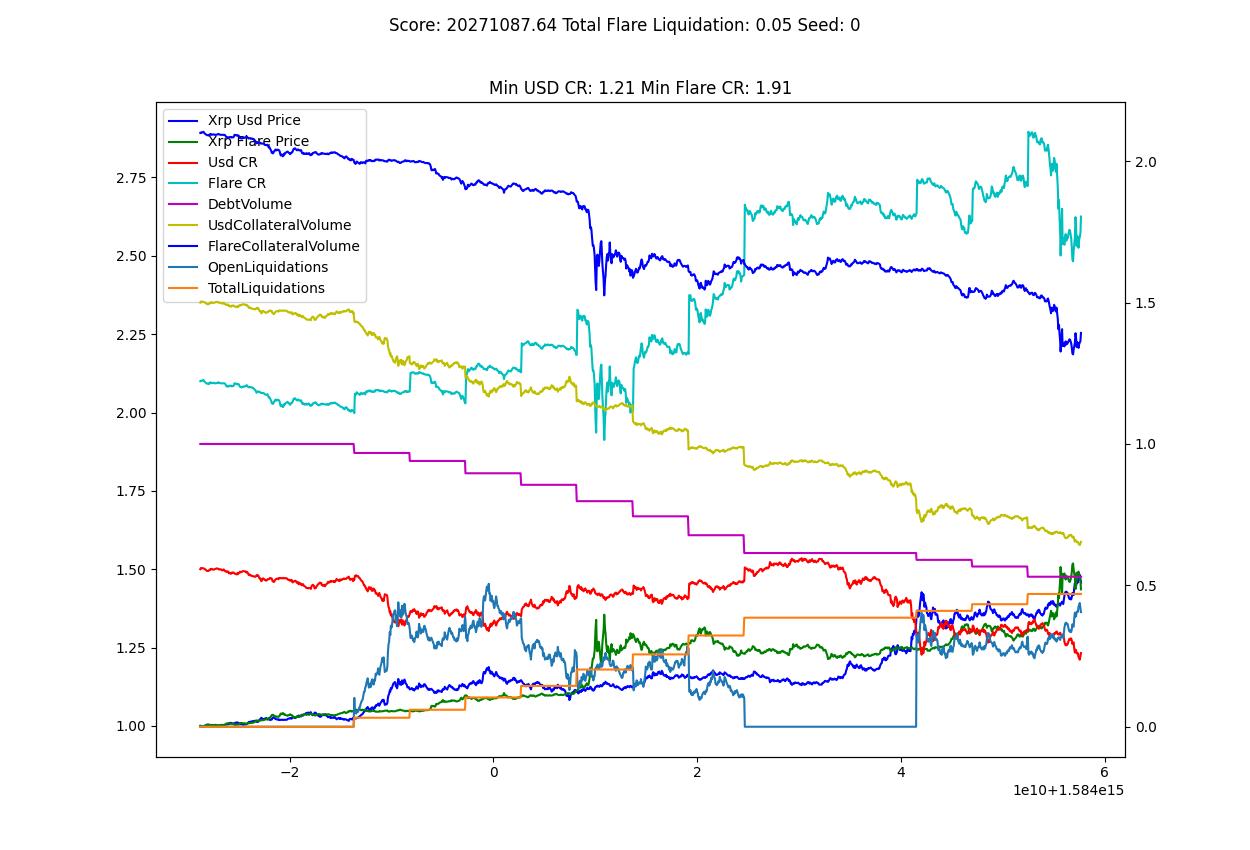 Score: 20271087.64 Total Flare Liquidation: 0.05 Seed: 0
Min USD CR: 1.21 Min Flare CR: 1.91
Xrp Usd Price
Xrp Flare Price
Usd CR
Flare CR
DebtVolume
UsdCollateralVolume
FlareCollateralVolume
OpenLiquidations
TotalLiquidations
2.75
2.50
2.25
2.00
1.75
1.50
1.25
1.00
2.0
1.5
1.0
0.5
0.0
−2
0
2
4
6
1e10+1.584e15